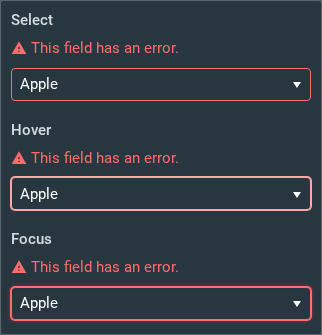 Select
This field has an error.
Apple
Hover
This field has an error.
Apple
Focus
This field has an error.
Apple